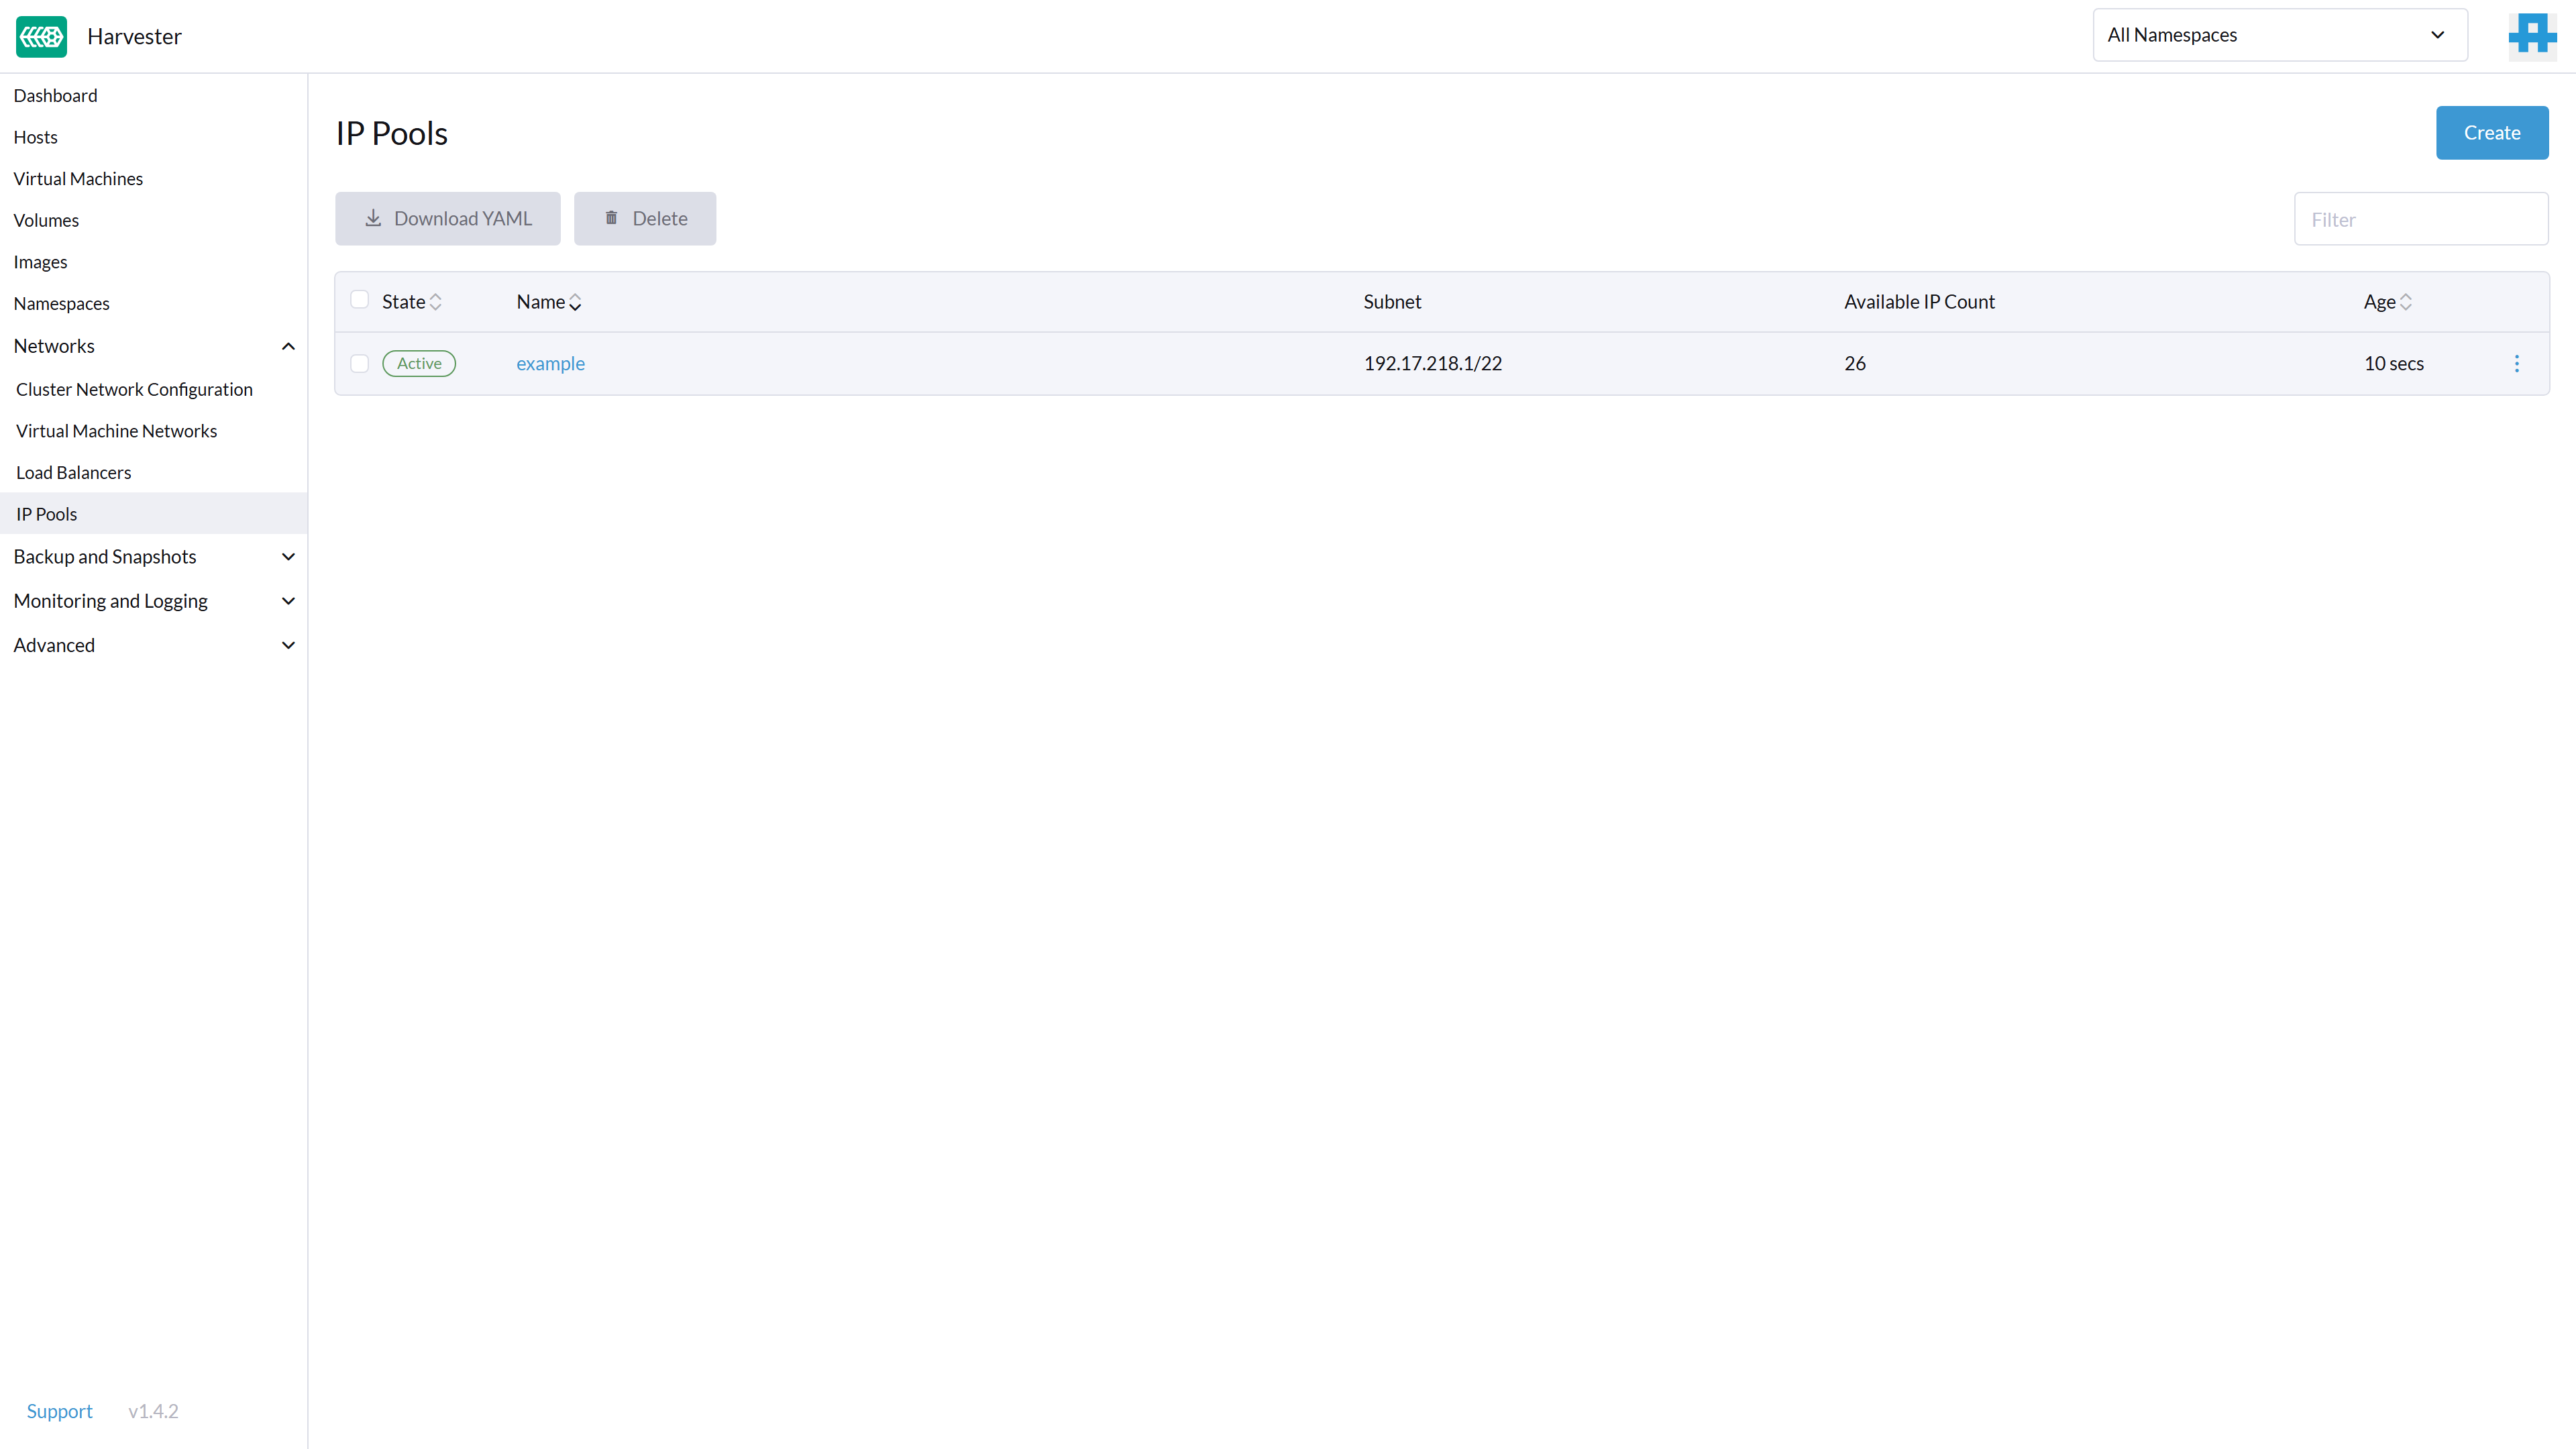 Harvester
All Namespaces
Dashboard
Hosts
Virtual Machines
Volumes
Images
Namespaces
Networks
Cluster Network Configuration
Virtual Machine Networks
Load Balancers
IP Pools
Backup and Snapshots
Monitoring and Logging
Advanced
Support v1.4.2
IP Pools
Create
Download YAML Delete
Filter
State Name Subnet Available IP Count Age
Active example 192.17.218.1/22 26 10 secs